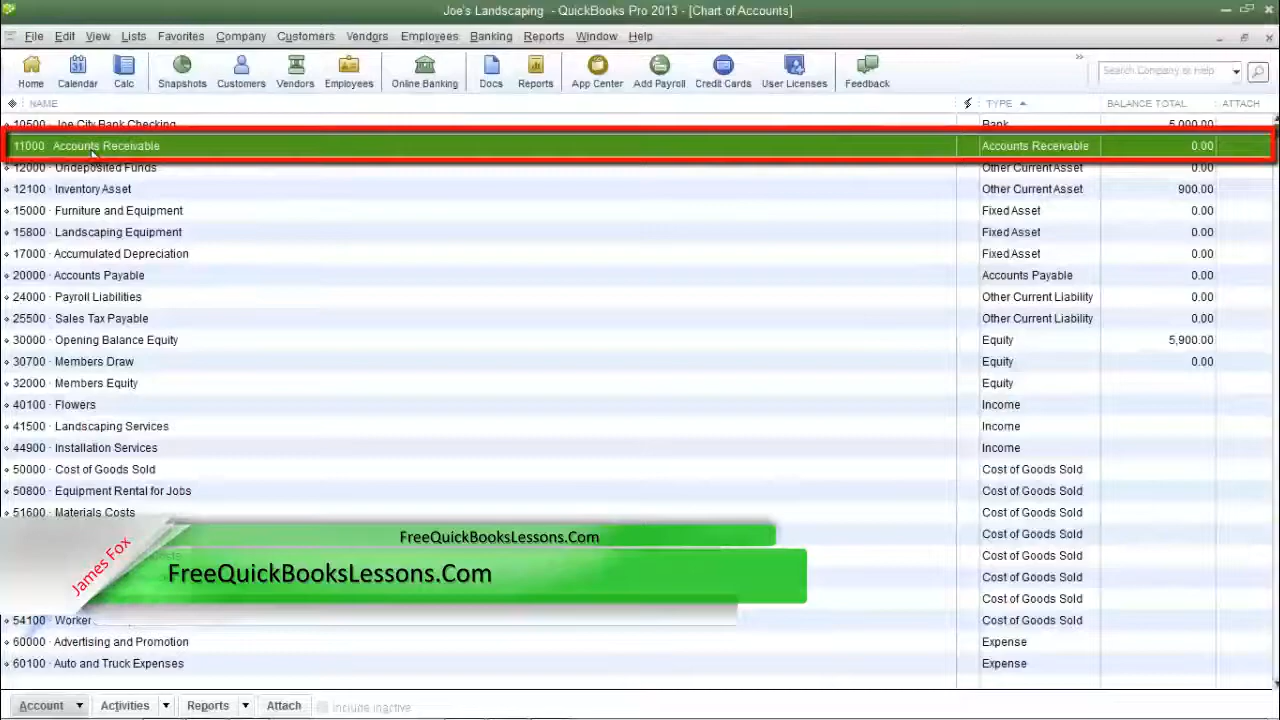 Joe's Landscaping - QuickBooks Pro 2013 - [Chart of Accounts]
File Edit View Lists Favorites Company Customers Vendors Employees Banking Reports Window Help
Home Calendar Calc Snapshots Customers Vendors Employees Online Banking Docs Reports App Center Add Payroll Credit Cards User Licenses Feedback
Search Company or Help
NAME TYPE BALANCE TOTAL ATTACH
10500 · Joe City Bank Checking Bank 5,000.00
11000 · Accounts Receivable Accounts Receivable 0.00
12000 · Undeposited Funds Other Current Asset 0.00
12100 · Inventory Asset Other Current Asset 900.00
15000 · Furniture and Equipment Fixed Asset 0.00
15800 · Landscaping Equipment Fixed Asset 0.00
17000 · Accumulated Depreciation Fixed Asset 0.00
20000 · Accounts Payable Accounts Payable 0.00
24000 · Payroll Liabilities Other Current Liability 0.00
25500 · Sales Tax Payable Other Current Liability 0.00
30000 · Opening Balance Equity Equity 5,900.00
30700 · Members Draw Equity 0.00
32000 · Members Equity Equity
40100 · Flowers Income
41500 · Landscaping Services Income
44900 · Installation Services Income
50000 · Cost of Goods Sold Cost of Goods Sold
50800 · Equipment Rental for Jobs Cost of Goods Sold
51600 · Materials Costs Cost of Goods Sold
FreeQuickBooksLessons.Com Cost of Goods Sold
Cost of Goods Sold
James Fox FreeQuickBooksLessons.Com Cost of Goods Sold
Cost of Goods Sold
54100 · Worker Cost of Goods Sold
60000 · Advertising and Promotion Expense
60100 · Auto and Truck Expenses Expense
Account Activities Reports Attach Include inactive